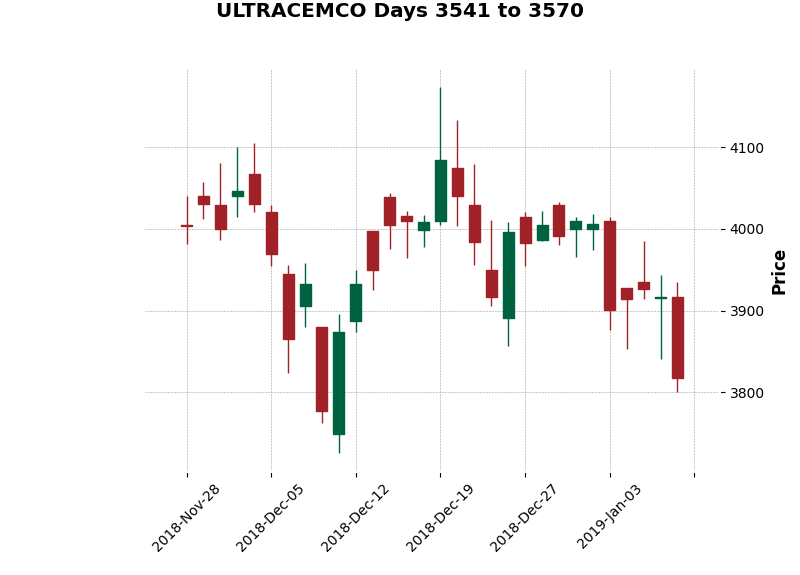 ULTRACEMCO Days 3541 to 3570
4100
4000
3900
3800
Price
2018-Nov-28
2018-Dec-05
2018-Dec-12
2018-Dec-19
2018-Dec-27
2019-Jan-03